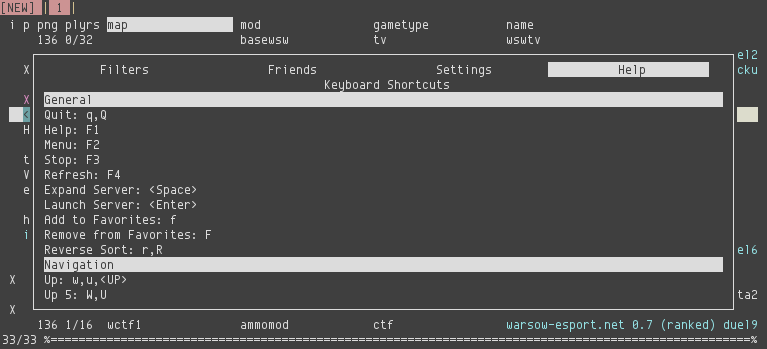 [NEW] | 1 |
i p png plyrs map mod gametype name
136 0/32 basewsw tv wswtv
el2
X Filters Friends Settings Help cku
Keyboard Shortcuts
X General
< Quit: q,Q
H Help: F1
Menu: F2
t Stop: F3
V Refresh: F4
e Expand Server: <Space>
Launch Server: <Enter>
h Add to Favorites: f
i Remove from Favorites: F
Reverse Sort: r,R el6
Navigation
X Up: w,u,<UP>
Up 5: W,U ta2
X
136 1/16 wctf1 ammomod ctf warsow-esport.net 0.7 (ranked) duel9
33/33 %==============================================================================================%